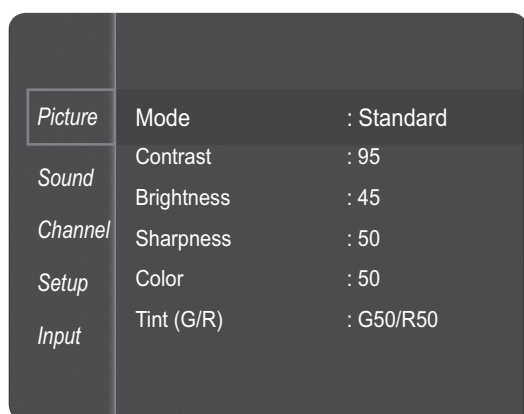 Picture
Sound
Channel
Setup
Input
Mode : Standard
Contrast : 95
Brightness : 45
Sharpness : 50
Color : 50
Tint (G/R) : G50/R50